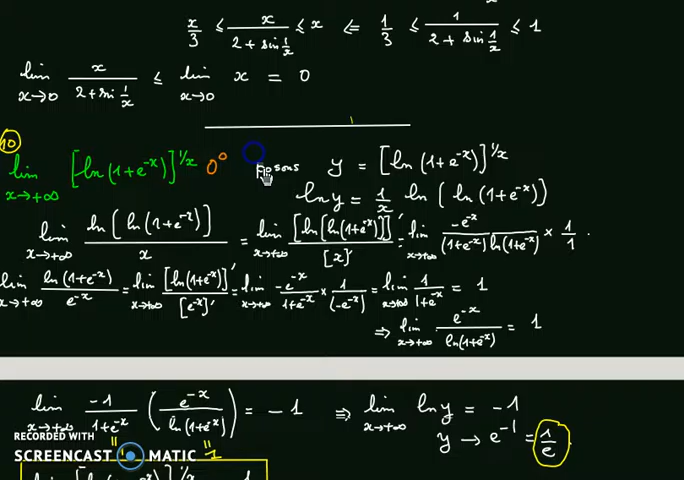 x/3 ≤ x/(2+sin 1/x) ≤ x ⇐ 1/3 ≤ 1/(2+sin 1/x) ≤ 1
lim x→0 x/(2+sin 1/x) ≤ lim x→0 x = 0
10
lim x→+∞ [ln(1+e^-x)]^1/x 0^0 Posons y = [ln(1+e^-x)]^1/x
ln y = 1/x ln(ln(1+e^-x))
lim x→+∞ ln(ln(1+e^-x))/x = lim x→+∞ [ln[ln(1+e^-x)]]'/[x]' = lim x→+∞ -e^-x/((1+e^-x)ln(1+e^-x)) × 1/1 .
lim x→+∞ ln(1+e^-x)/e^-x = lim x→+∞ [ln(1+e^-x)]'/[e^-x]' = lim x→+∞ -e^-x/(1+e^-x) × 1/(-e^-x) = lim x→+∞ 1/(1+e^-x) = 1
⇒ lim x→+∞ e^-x/ln(1+e^-x) = 1
lim x→+∞ -1/(1+e^-x) (e^-x/ln(1+e^-x)) = -1 ⇒ lim x→+∞ ln y = -1
y → e^-1 = 1/e
RECORDED WITH
SCREENCAST MATIC